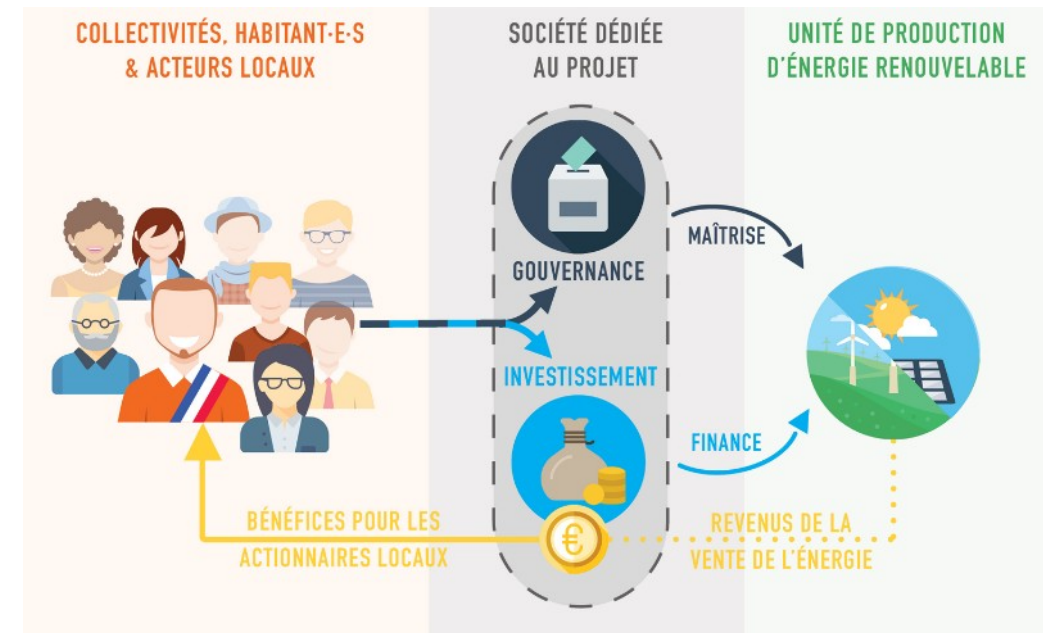 COLLECTIVITÉS, HABITANT·E·S
& ACTEURS LOCAUX
SOCIÉTÉ DÉDIÉE
AU PROJET
UNITÉ DE PRODUCTION
D'ÉNERGIE RENOUVELABLE
GOUVERNANCE
MAÎTRISE
INVESTISSEMENT
FINANCE
BÉNÉFICES POUR LES
ACTIONNAIRES LOCAUX
€
REVENUS DE LA
VENTE DE L'ÉNERGIE